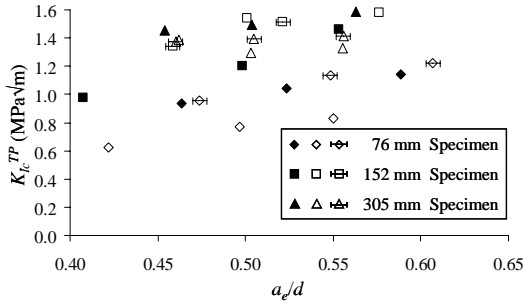 1.6
1.4
1.2
1.0
0.8
0.6
0.4
0.2
0.0
K_Ic^TP (MPa√m)
76 mm Specimen
152 mm Specimen
305 mm Specimen
0.40 0.45 0.50 0.55 0.60 0.65
a_e/d